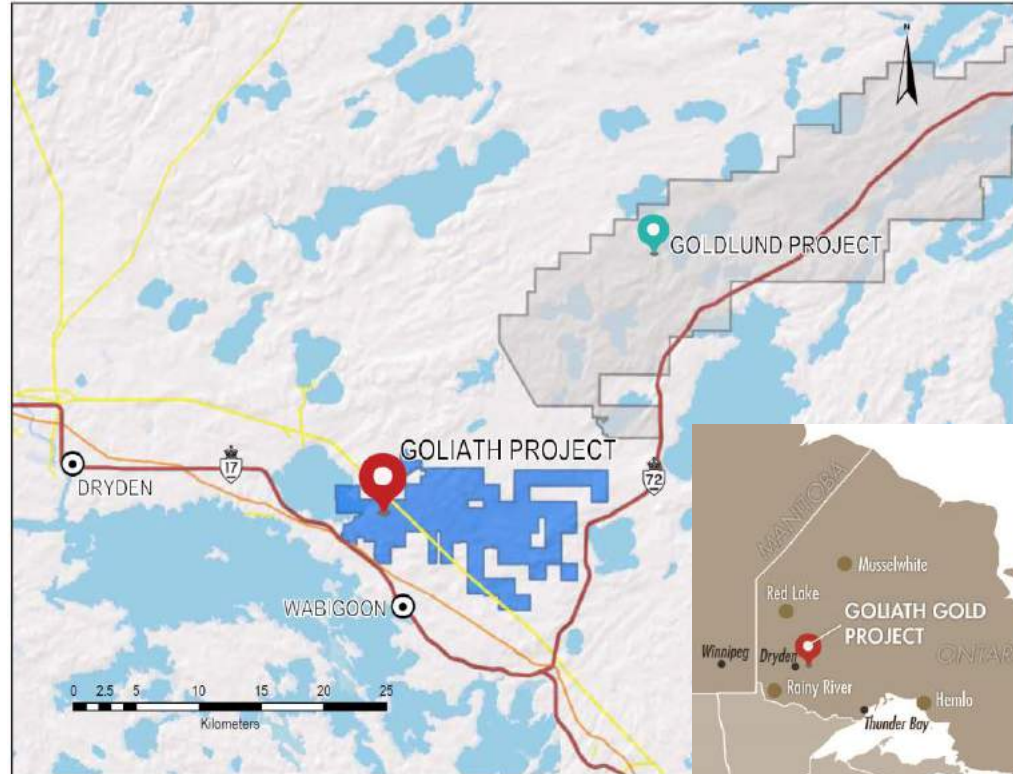 N
GOLDLUND PROJECT
GOLIATH PROJECT
17
DRYDEN
72
WABIGOON
0 2.5 5 10 15 20 25
Kilometers
MANITOBA
Musselwhite
Red Lake
GOLIATH GOLD
PROJECT
ONTAR
Winnipeg
Dryden
Rainy River
Hemlo
Thunder Bay